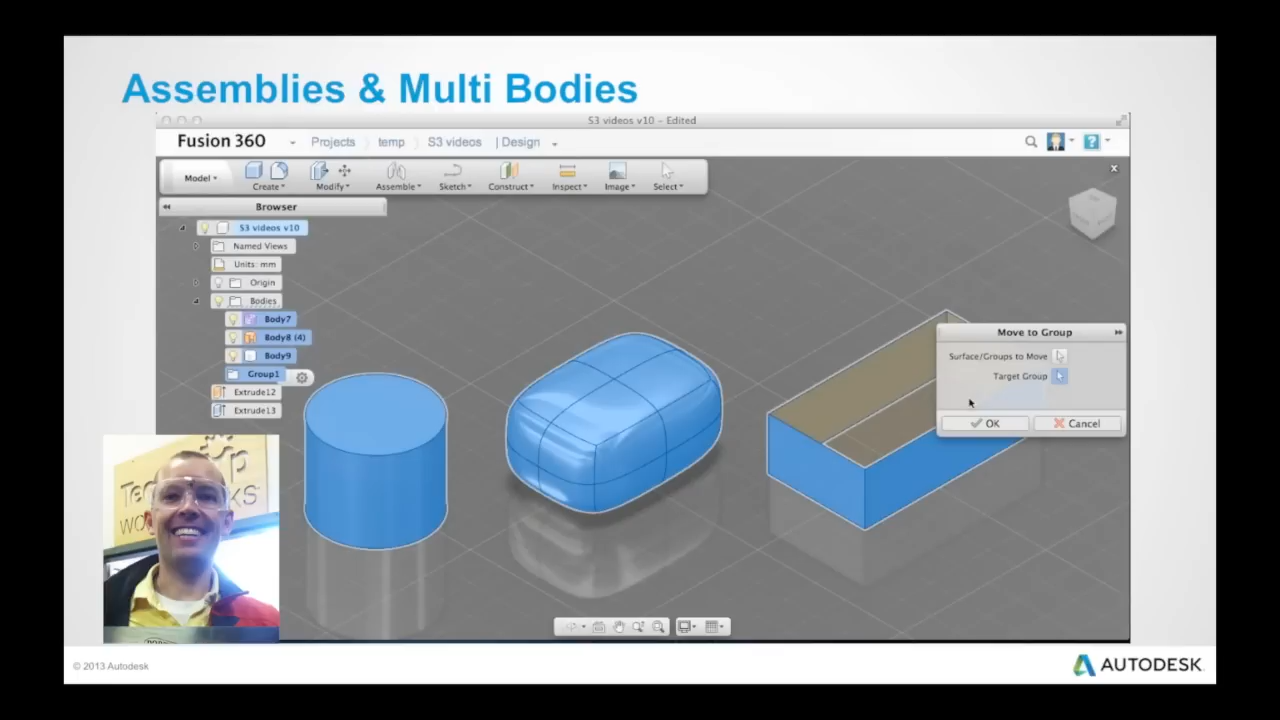 Assemblies & Multi Bodies
S3 videos v10 – Edited
Fusion 360
Projects
temp
S3 videos
Design
Model
Create
Modify
Assemble
Sketch
Construct
Inspect
Image
Select
Browser
S3 videos v10
Named Views
Units: mm
Origin
Bodies
Body7
Body8 (4)
Body9
Group1
Extrude12
Extrude13
Move to Group
Surface/Groups to Move
Target Group
OK
Cancel
© 2013 Autodesk
AUTODESK